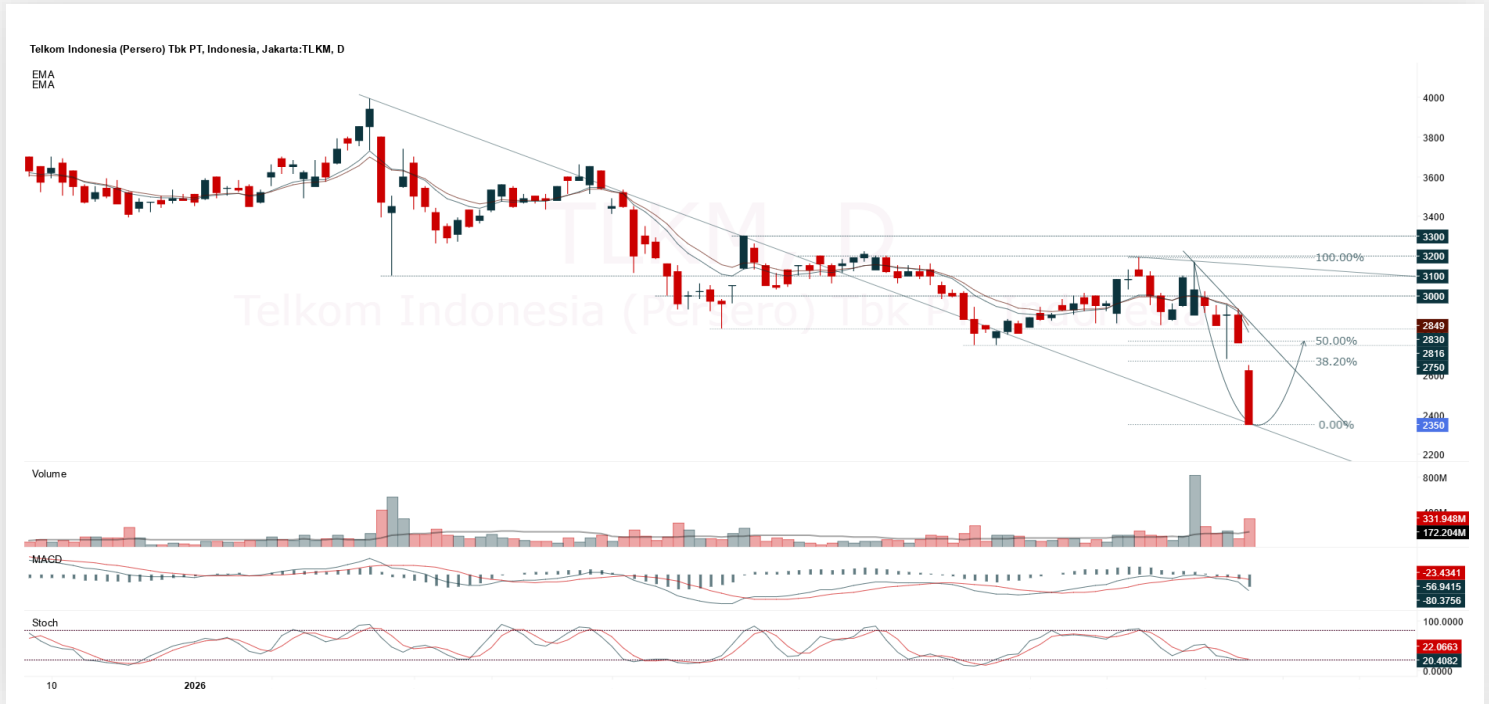 Telkom Indonesia (Persero) Tbk PT, Indonesia, Jakarta:TLKM, D
EMA
EMA
TLKM, D
Telkom Indonesia (Persero) Tbk PT, Indonesia
4000
3800
3600
3400
3300
3200
100.00%
3100
3000
2849
2830
50.00%
2816
38.20%
2750
2600
2400
0.00%
2350
2200
Volume
800M
400M
331.948M
172.204M
MACD
-23.4341
-56.9415
-80.3756
Stoch
100.0000
22.0663
20.4082
0.0000
10
2026